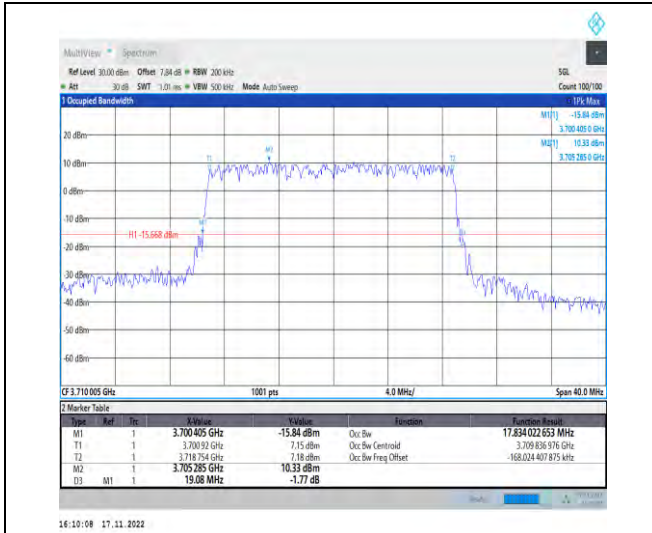 MultiView Spectrum
Ref Level 30.00 dBm Offset 7.84 dB RBW 200 kHz SGL
Att 30 dB SWT 1.01 ms VBW 500 kHz Mode Auto Sweep Count 100/100
1 Occupied Bandwidth 1Pk Max
M1[1] -15.84 dBm
3.700 405 0 GHz
M2[1] 10.33 dBm
3.705 285 0 GHz
20 dBm
10 dBm
0 dBm
-10 dBm
-20 dBm
-30 dBm
-40 dBm
-50 dBm
-60 dBm
T1
M2
T2
M1
H1 -15.668 dBm
CF 3.710 005 GHz 1001 pts 4.0 MHz/ Span 40.0 MHz
2 Marker Table
Type Ref Trc X-Value Y-Value Function Function Result
M1 1 3.700 405 GHz -15.84 dBm Occ Bw 17.834 022 653 MHz
T1 1 3.700 92 GHz 7.15 dBm Occ Bw Centroid 3.709 836 976 GHz
T2 1 3.718 754 GHz 7.18 dBm Occ Bw Freq Offset -168.024 407 875 kHz
M2 1 3.705 285 GHz 10.33 dBm
D3 M1 1 19.08 MHz -1.77 dB
16:10:08 17.11.2022